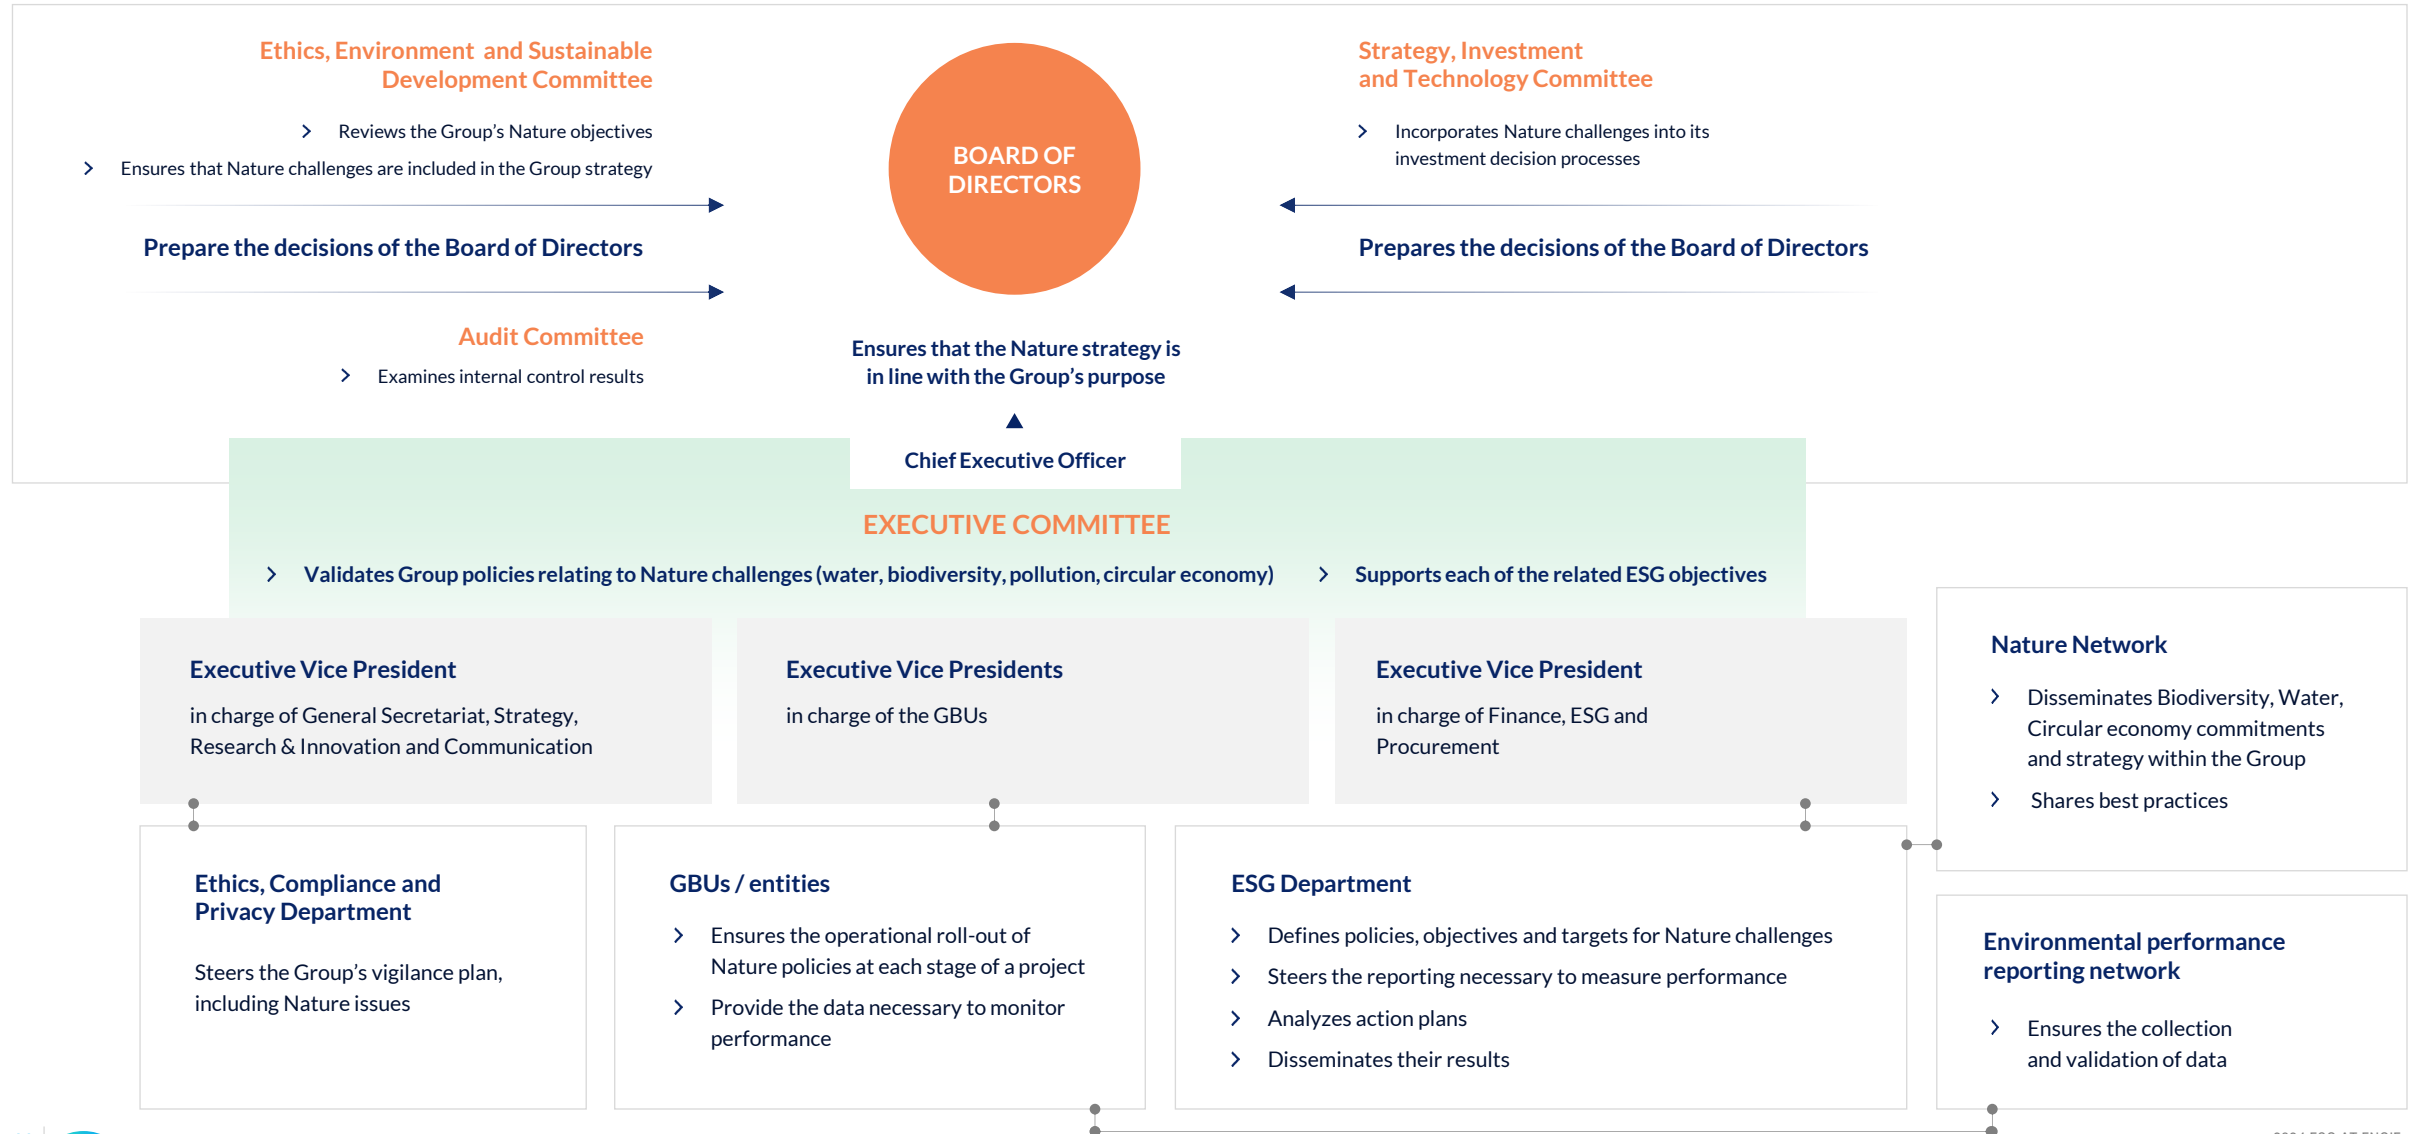 Ethics, Environment and Sustainable
Development Committee
Reviews the Group's Nature objectives
Ensures that Nature challenges are included in the Group strategy
Prepare the decisions of the Board of Directors
Audit Committee
Examines internal control results
BOARD OF
DIRECTORS
Ensures that the Nature strategy is
in line with the Group's purpose
Chief Executive Officer
Strategy, Investment
and Technology Committee
Incorporates Nature challenges into its
investment decision processes
Prepares the decisions of the Board of Directors
EXECUTIVE COMMITTEE
Validates Group policies relating to Nature challenges (water, biodiversity, pollution, circular economy)
Supports each of the related ESG objectives
Executive Vice President
in charge of General Secretariat, Strategy,
Research & Innovation and Communication
Executive Vice Presidents
in charge of the GBUs
Executive Vice President
in charge of Finance, ESG and
Procurement
Nature Network
Disseminates Biodiversity, Water,
Circular economy commitments
and strategy within the Group
Shares best practices
Ethics, Compliance and
Privacy Department
Steers the Group's vigilance plan,
including Nature issues
GBUs / entities
Ensures the operational roll-out of
Nature policies at each stage of a project
Provide the data necessary to monitor
performance
ESG Department
Defines policies, objectives and targets for Nature challenges
Steers the reporting necessary to measure performance
Analyzes action plans
Disseminates their results
Environmental performance
reporting network
Ensures the collection
and validation of data